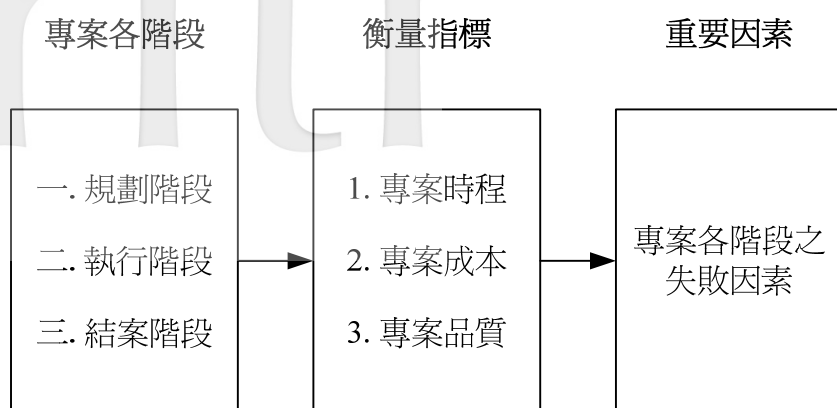 專案各階段
衡量指標
重要因素
一. 規劃階段
二. 執行階段
三. 結案階段
1. 專案時程
2. 專案成本
3. 專案品質
專案各階段之
失敗因素